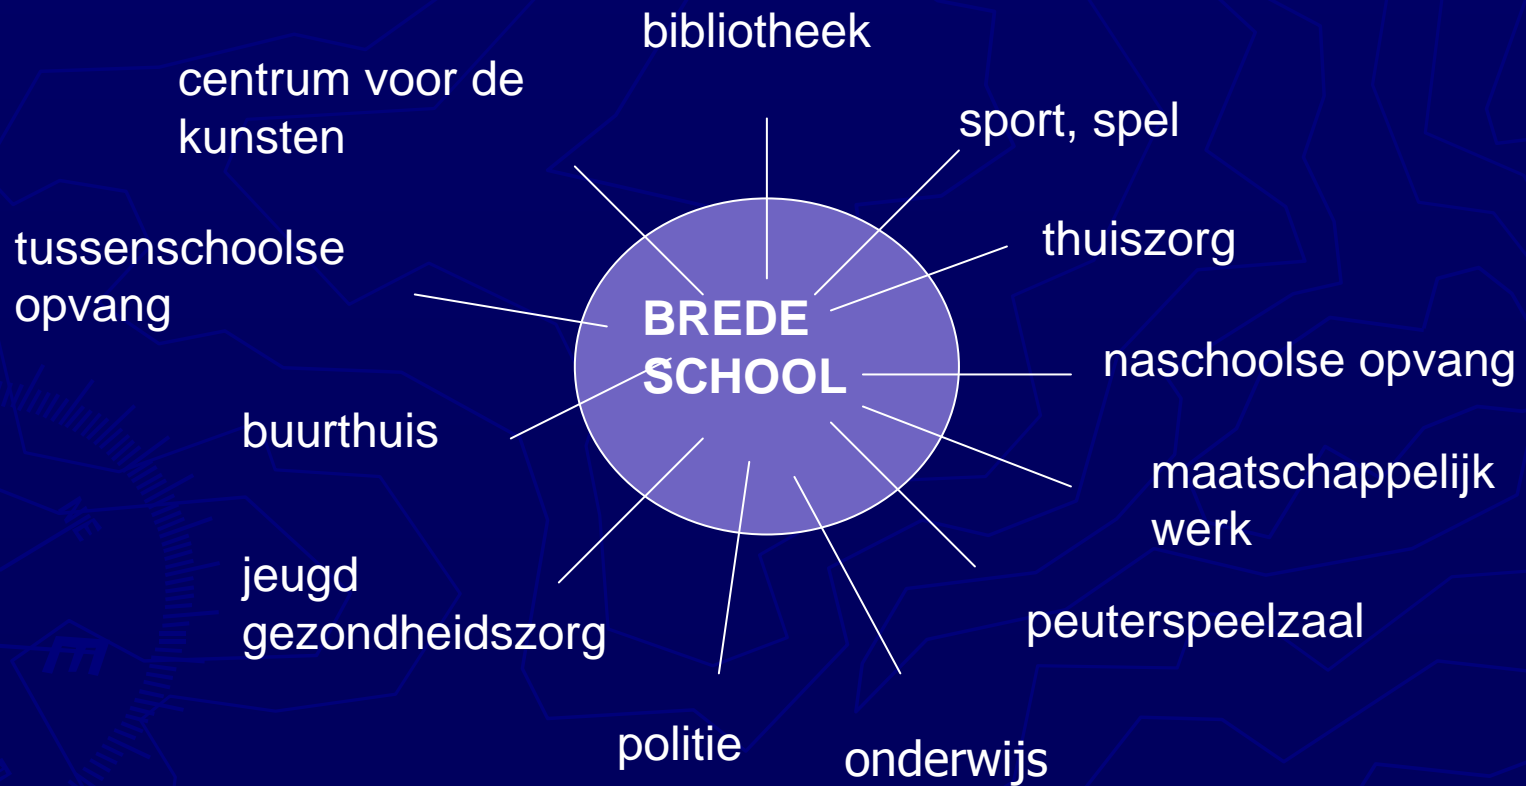 bibliotheek
centrum voor de
kunsten
sport, spel
tussenschoolse
opvang
thuiszorg
BREDE
SCHOOL
naschoolse opvang
buurthuis
maatschappelijk
werk
jeugd
gezondheidszorg
peuterspeelzaal
politie
onderwijs